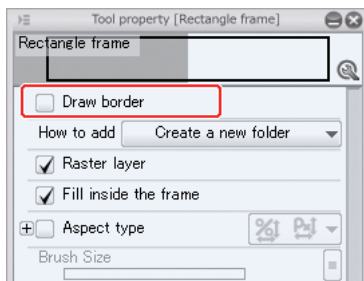 Tool property [Rectangle frame]
Rectangle frame
Draw border
How to add Create a new folder
Raster layer
Fill inside the frame
Aspect type
Brush Size